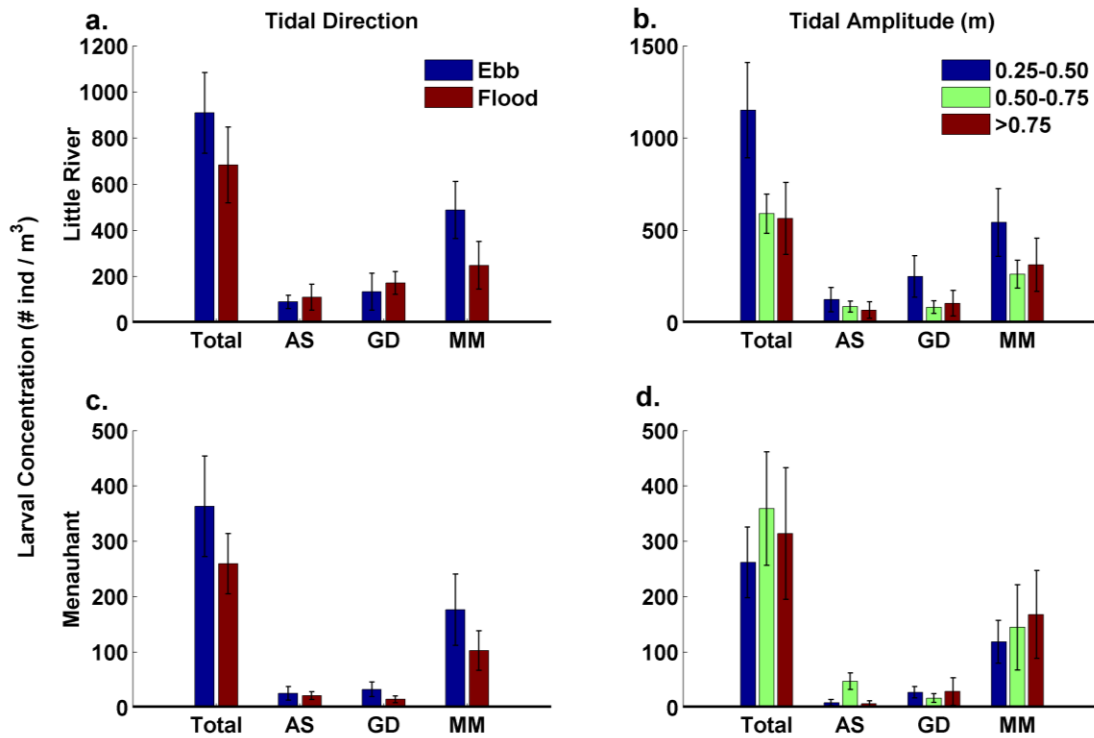 a.
Tidal Direction
1200
1000
800
600
400
200
0
Ebb
Flood
Total AS GD MM
b.
Tidal Amplitude (m)
1500
1000
500
0
0.25-0.50
0.50-0.75
>0.75
Total AS GD MM
Larval Concentration (# ind / m³)
Little River
c.
500
400
300
200
100
0
Total AS GD MM
Menauhant
d.
500
400
300
200
100
0
Total AS GD MM